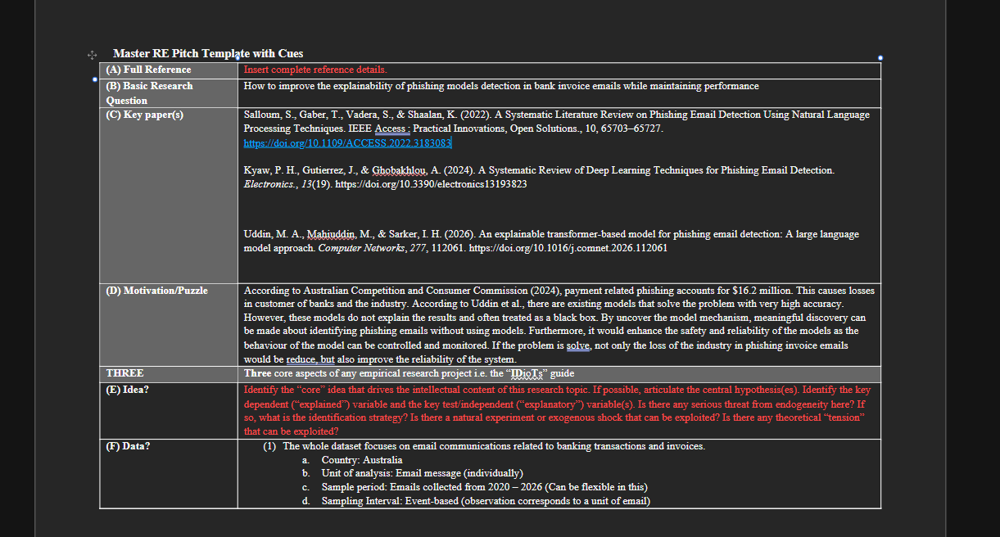 Master RE Pitch Template with Cues
(A) Full Reference
Insert complete reference details.
(B) Basic Research
Question
How to improve the explainability of phishing models detection in bank invoice emails while maintaining performance
(C) Key paper(s)
Salloum, S., Gaber, T., Vadera, S., & Shaalan, K. (2022). A Systematic Literature Review on Phishing Email Detection Using Natural Language
Processing Techniques. IEEE Access : Practical Innovations, Open Solutions., 10, 65703–65727.
https://doi.org/10.1109/ACCESS.2022.3183083
Kyaw, P. H., Gutierrez, J., & Ghobakhlou, A. (2024). A Systematic Review of Deep Learning Techniques for Phishing Email Detection.
Electronics., 13(19). https://doi.org/10.3390/electronics13193823
Uddin, M. A., Mahiuddin, M., & Sarker, I. H. (2026). An explainable transformer-based model for phishing email detection: A large language
model approach. Computer Networks, 277, 112061. https://doi.org/10.1016/j.comnet.2026.112061
(D) Motivation/Puzzle
According to Australian Competition and Consumer Commission (2024), payment related phishing accounts for $16.2 million. This causes losses
in customer of banks and the industry. According to Uddin et al., there are existing models that solve the problem with very high accuracy.
However, these models do not explain the results and often treated as a black box. By uncover the model mechanism, meaningful discovery can
be made about identifying phishing emails without using models. Furthermore, it would enhance the safety and reliability of the models as the
behaviour of the model can be controlled and monitored. If the problem is solve, not only the loss of the industry in phishing invoice emails
would be reduce, but also improve the reliability of the system.
THREE
Three core aspects of any empirical research project i.e. the “IDioTs” guide
(E) Idea?
Identify the “core” idea that drives the intellectual content of this research topic. If possible, articulate the central hypothesis(es). Identify the key
dependent (“explained”) variable and the key test/independent (“explanatory”) variable(s). Is there any serious threat from endogeneity here? If
so, what is the identification strategy? Is there a natural experiment or exogenous shock that can be exploited? Is there any theoretical “tension”
that can be exploited?
(F) Data?
(1) The whole dataset focuses on email communications related to banking transactions and invoices.
a. Country: Australia
b. Unit of analysis: Email message (individually)
c. Sample period: Emails collected from 2020 – 2026 (Can be flexible in this)
d. Sampling Interval: Event-based (observation corresponds to a unit of email)